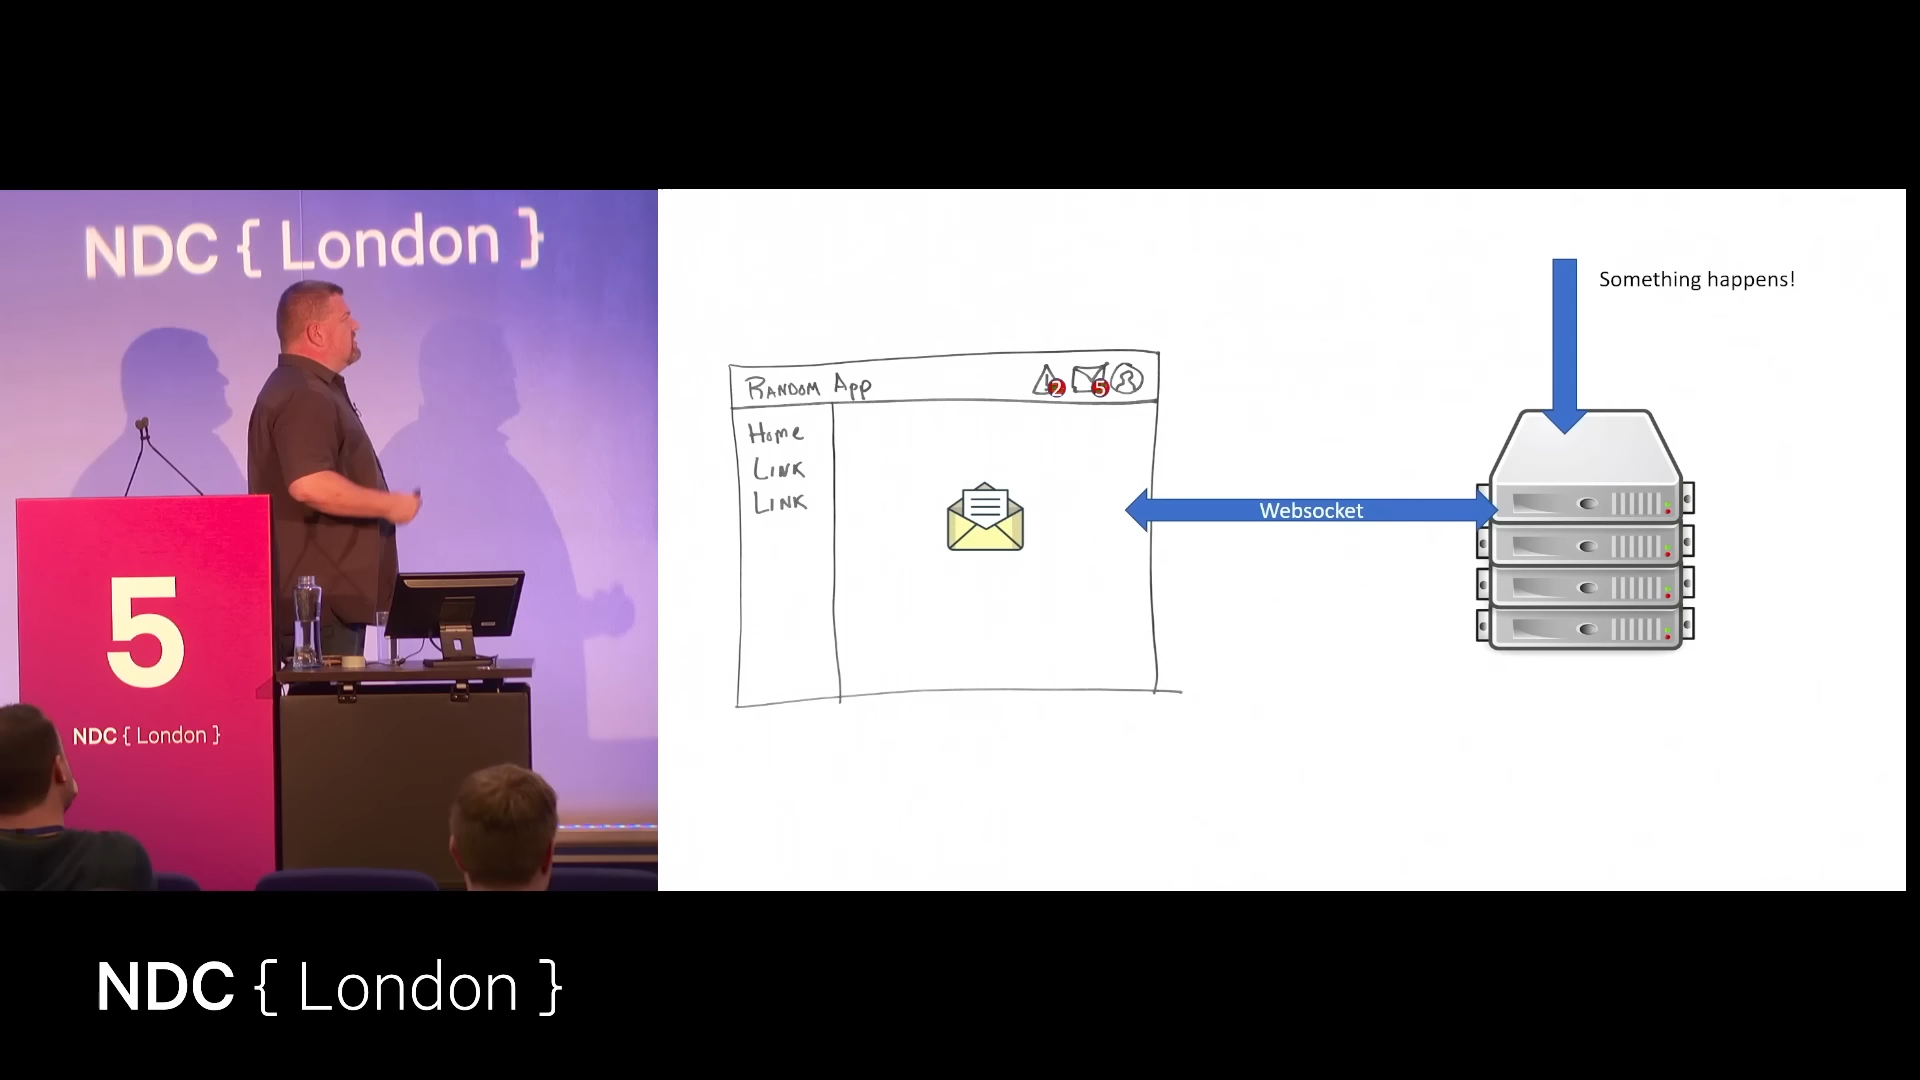 NDC { London }
5
NDC { London }
Something happens!
RANDOM APP
2
5
Home
LINK
LINK
Websocket
NDC { London }